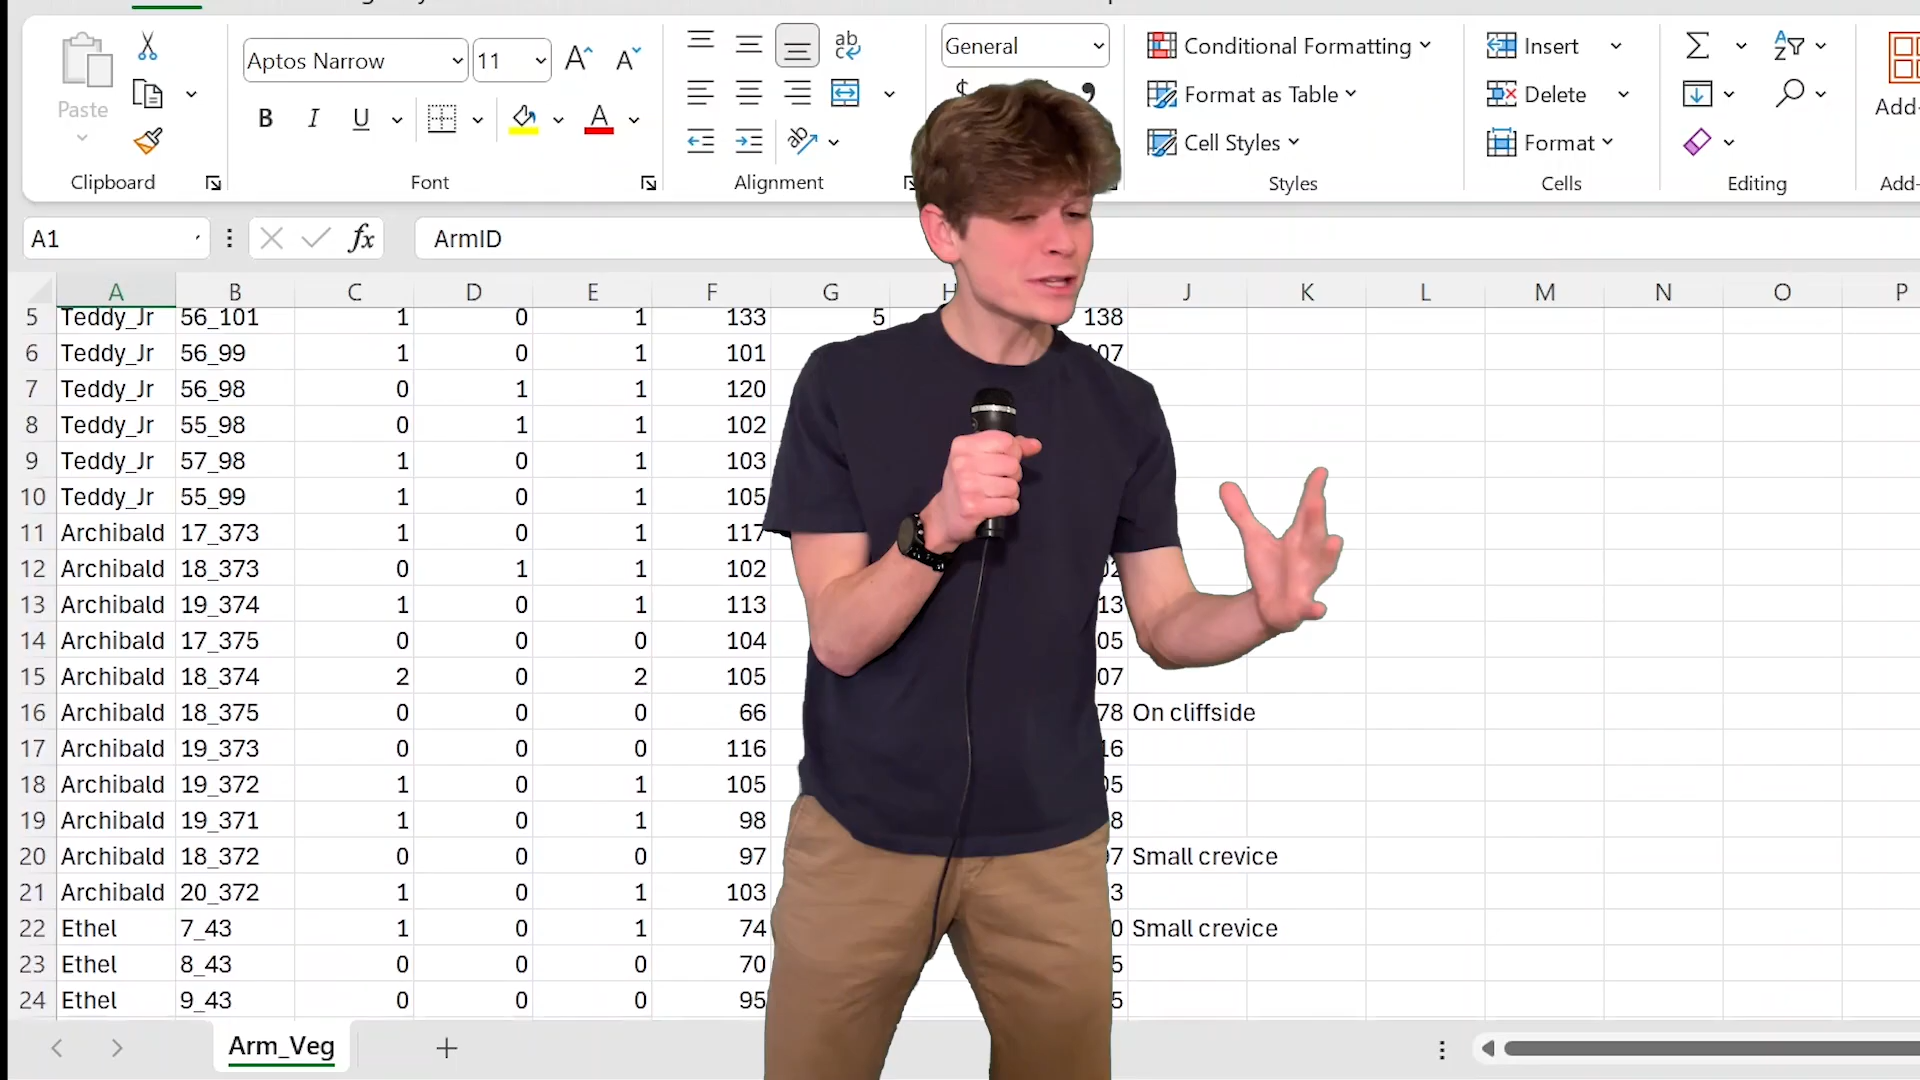 Aptos Narrow 11 General Conditional Formatting Insert
Paste Format as Table Delete
B I U A Cell Styles Format
Clipboard Font Alignment Styles Cells Editing
A1 fx ArmID
A B C D E F G H J K L M N O P
5 Teddy_Jr 56_101 1 0 1 133 5 138
6 Teddy_Jr 56_99 1 0 1 101
7 Teddy_Jr 56_98 0 1 1 120
8 Teddy_Jr 55_98 0 1 1 102
9 Teddy_Jr 57_98 1 0 1 103
10 Teddy_Jr 55_99 1 0 1 105
11 Archibald 17_373 1 0 1 117
12 Archibald 18_373 0 1 1 102
13 Archibald 19_374 1 0 1 113
14 Archibald 17_375 0 0 0 104
15 Archibald 18_374 2 0 2 105
16 Archibald 18_375 0 0 0 66 78 On cliffside
17 Archibald 19_373 0 0 0 116
18 Archibald 19_372 1 0 1 105
19 Archibald 19_371 1 0 1 98
20 Archibald 18_372 0 0 0 97 Small crevice
21 Archibald 20_372 1 0 1 103
22 Ethel 7_43 1 0 1 74 Small crevice
23 Ethel 8_43 0 0 0 70
24 Ethel 9_43 0 0 0 95
Arm_Veg